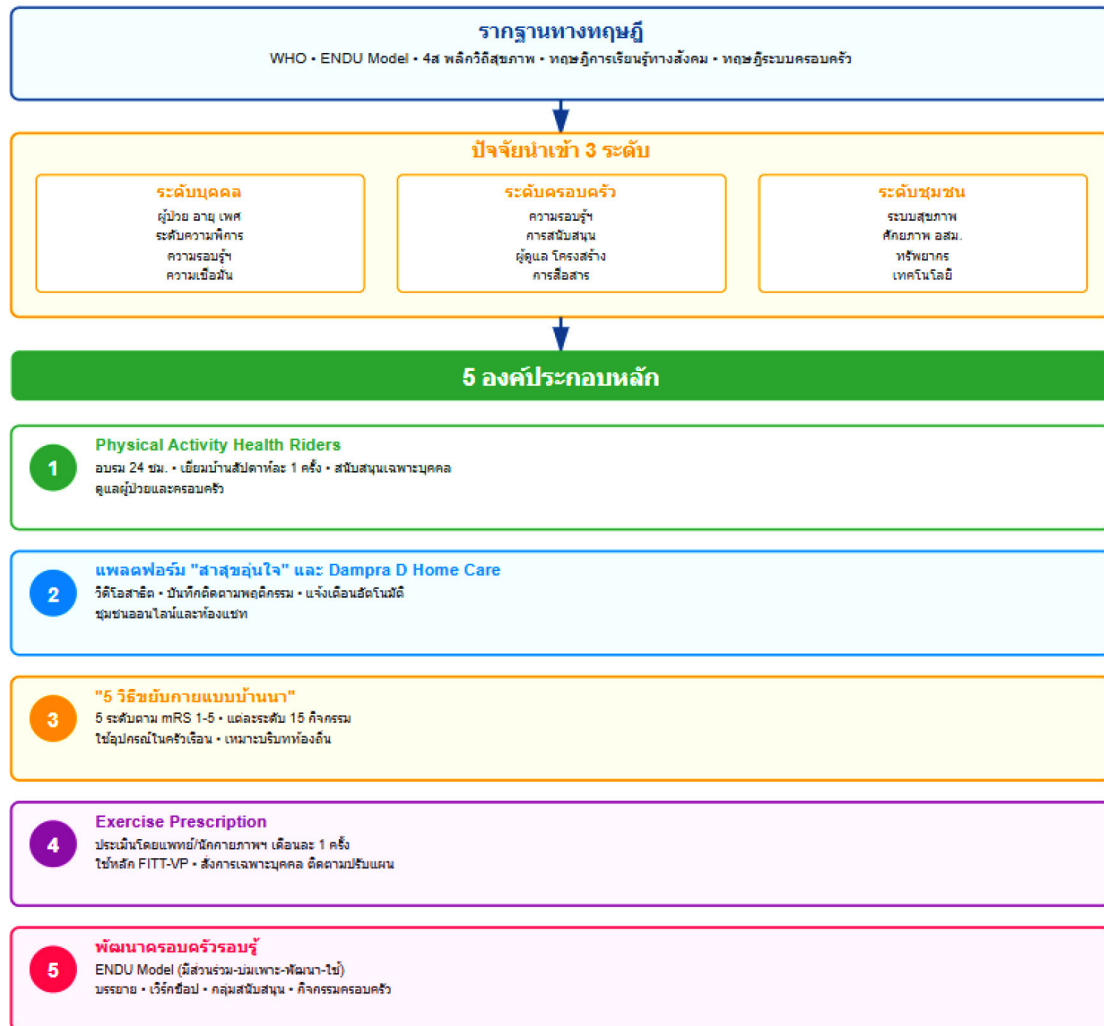 รากฐานทางทฤษฎี
WHO • ENDU Model • 4ส พลิกวิถีสุขภาพ • ทฤษฎีการเรียนรู้ทางสังคม • ทฤษฎีระบบครอบครัว
ปัจจัยนำเข้า 3 ระดับ
ระดับบุคคล
ผู้ป่วย อายุ เพศ
ระดับความพิการ
ความรอบรู้ฯ
ความเชื่อมั่น
ระดับครอบครัว
ความรอบรู้ฯ
การสนับสนุน
ผู้ดูแล โครงสร้าง
การสื่อสาร
ระดับชุมชน
ระบบสุขภาพ
ศักยภาพ อสม.
ทรัพยากร
เทคโนโลยี
5 องค์ประกอบหลัก
1
Physical Activity Health Riders
อบรม 24 ชม. • เยี่ยมบ้านสัปดาห์ละ 1 ครั้ง • สนับสนุนเฉพาะบุคคล
ดูแลผู้ป่วยและครอบครัว
2
แพลตฟอร์ม "สาสุขอุ่นใจ" และ Dampra D Home Care
วิดีโอสาธิต • บันทึกติดตามพฤติกรรม • แจ้งเตือนอัตโนมัติ
ชุมชนออนไลน์และห้องแชท
3
"5 วิธีขยับกายแบบบ้านนา"
5 ระดับตาม mRS 1-5 • แต่ละระดับ 15 กิจกรรม
ใช้อุปกรณ์ในครัวเรือน • เหมาะบริบทท้องถิ่น
4
Exercise Prescription
ประเมินโดยแพทย์/นักกายภาพฯ เดือนละ 1 ครั้ง
ใช้หลัก FITT-VP • สั่งการเฉพาะบุคคล ติดตามปรับแผน
5
พัฒนาครอบครัวรอบรู้
ENDU Model (มีส่วนร่วม-บ่มเพาะ-พัฒนา-ใช้)
บรรยาย • เวิร์กช็อป • กลุ่มสนับสนุน • กิจกรรมครอบครัว